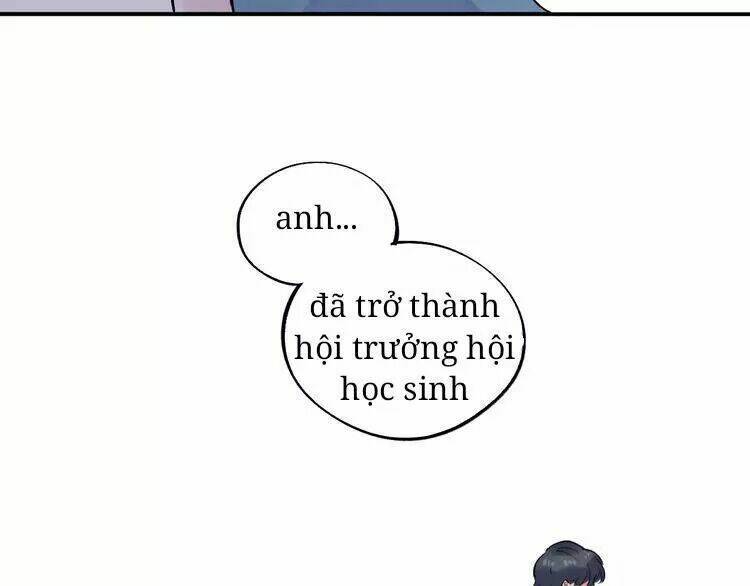 anh...
đã trở thành
hội trưởng hội
học sinh